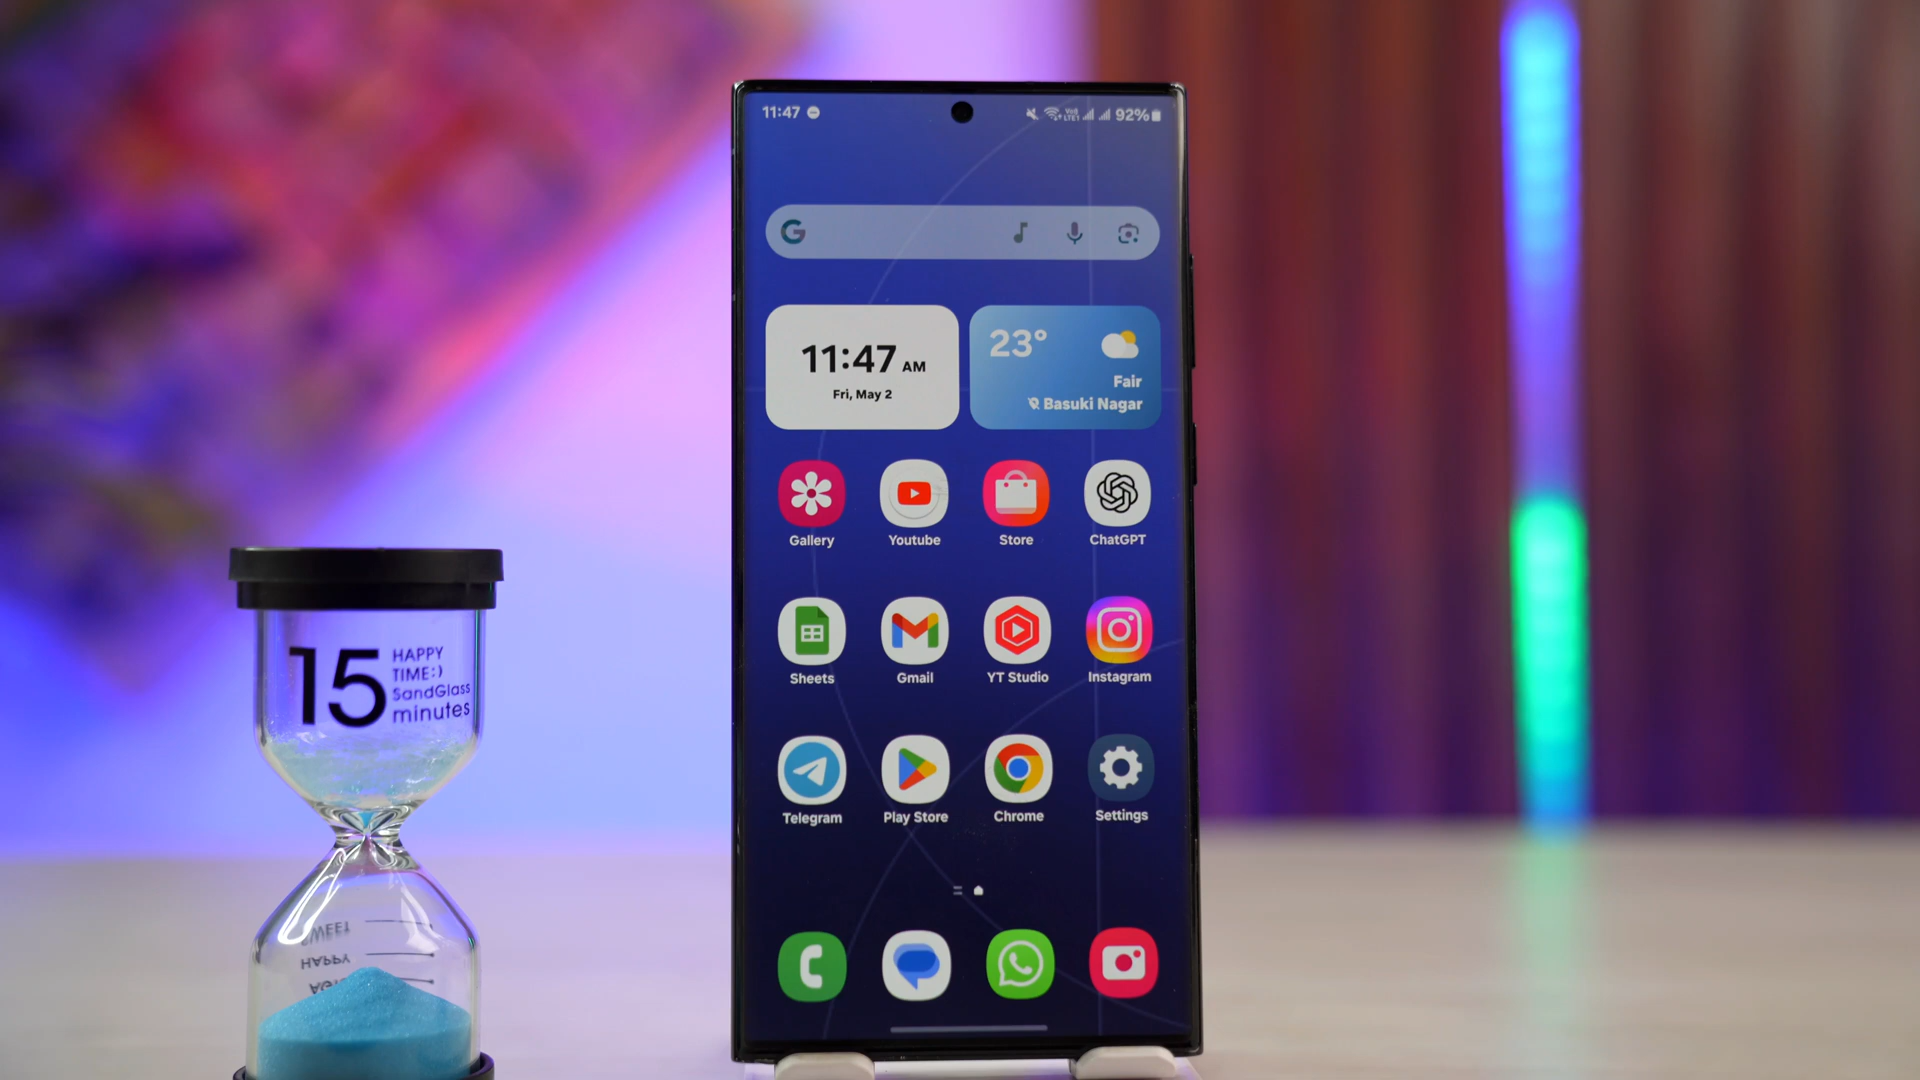 11:47
92%
11:47 AM
Fri, May 2
23°
Fair
Basuki Nagar
Gallery
Youtube
Store
ChatGPT
Sheets
Gmail
YT Studio
Instagram
Telegram
Play Store
Chrome
Settings
15
HAPPY
TIME:)
SandGlass
minutes
SWEET
HAPPY